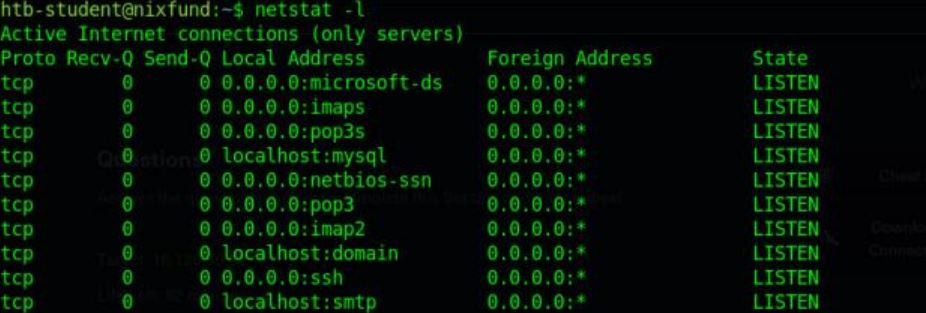 htb-student@nixfund:~$ netstat -l
Active Internet connections (only servers)
Proto Recv-Q Send-Q Local Address           Foreign Address         State
tcp        0      0 0.0.0.0:microsoft-ds    0.0.0.0:*               LISTEN
tcp        0      0 0.0.0.0:imaps           0.0.0.0:*               LISTEN
tcp        0      0 0.0.0.0:pop3s           0.0.0.0:*               LISTEN
tcp        0      0 localhost:mysql         0.0.0.0:*               LISTEN
tcp        0      0 0.0.0.0:netbios-ssn     0.0.0.0:*               LISTEN
tcp        0      0 0.0.0.0:pop3            0.0.0.0:*               LISTEN
tcp        0      0 0.0.0.0:imap2           0.0.0.0:*               LISTEN
tcp        0      0 localhost:domain        0.0.0.0:*               LISTEN
tcp        0      0 0.0.0.0:ssh             0.0.0.0:*               LISTEN
tcp        0      0 localhost:smtp          0.0.0.0:*               LISTEN